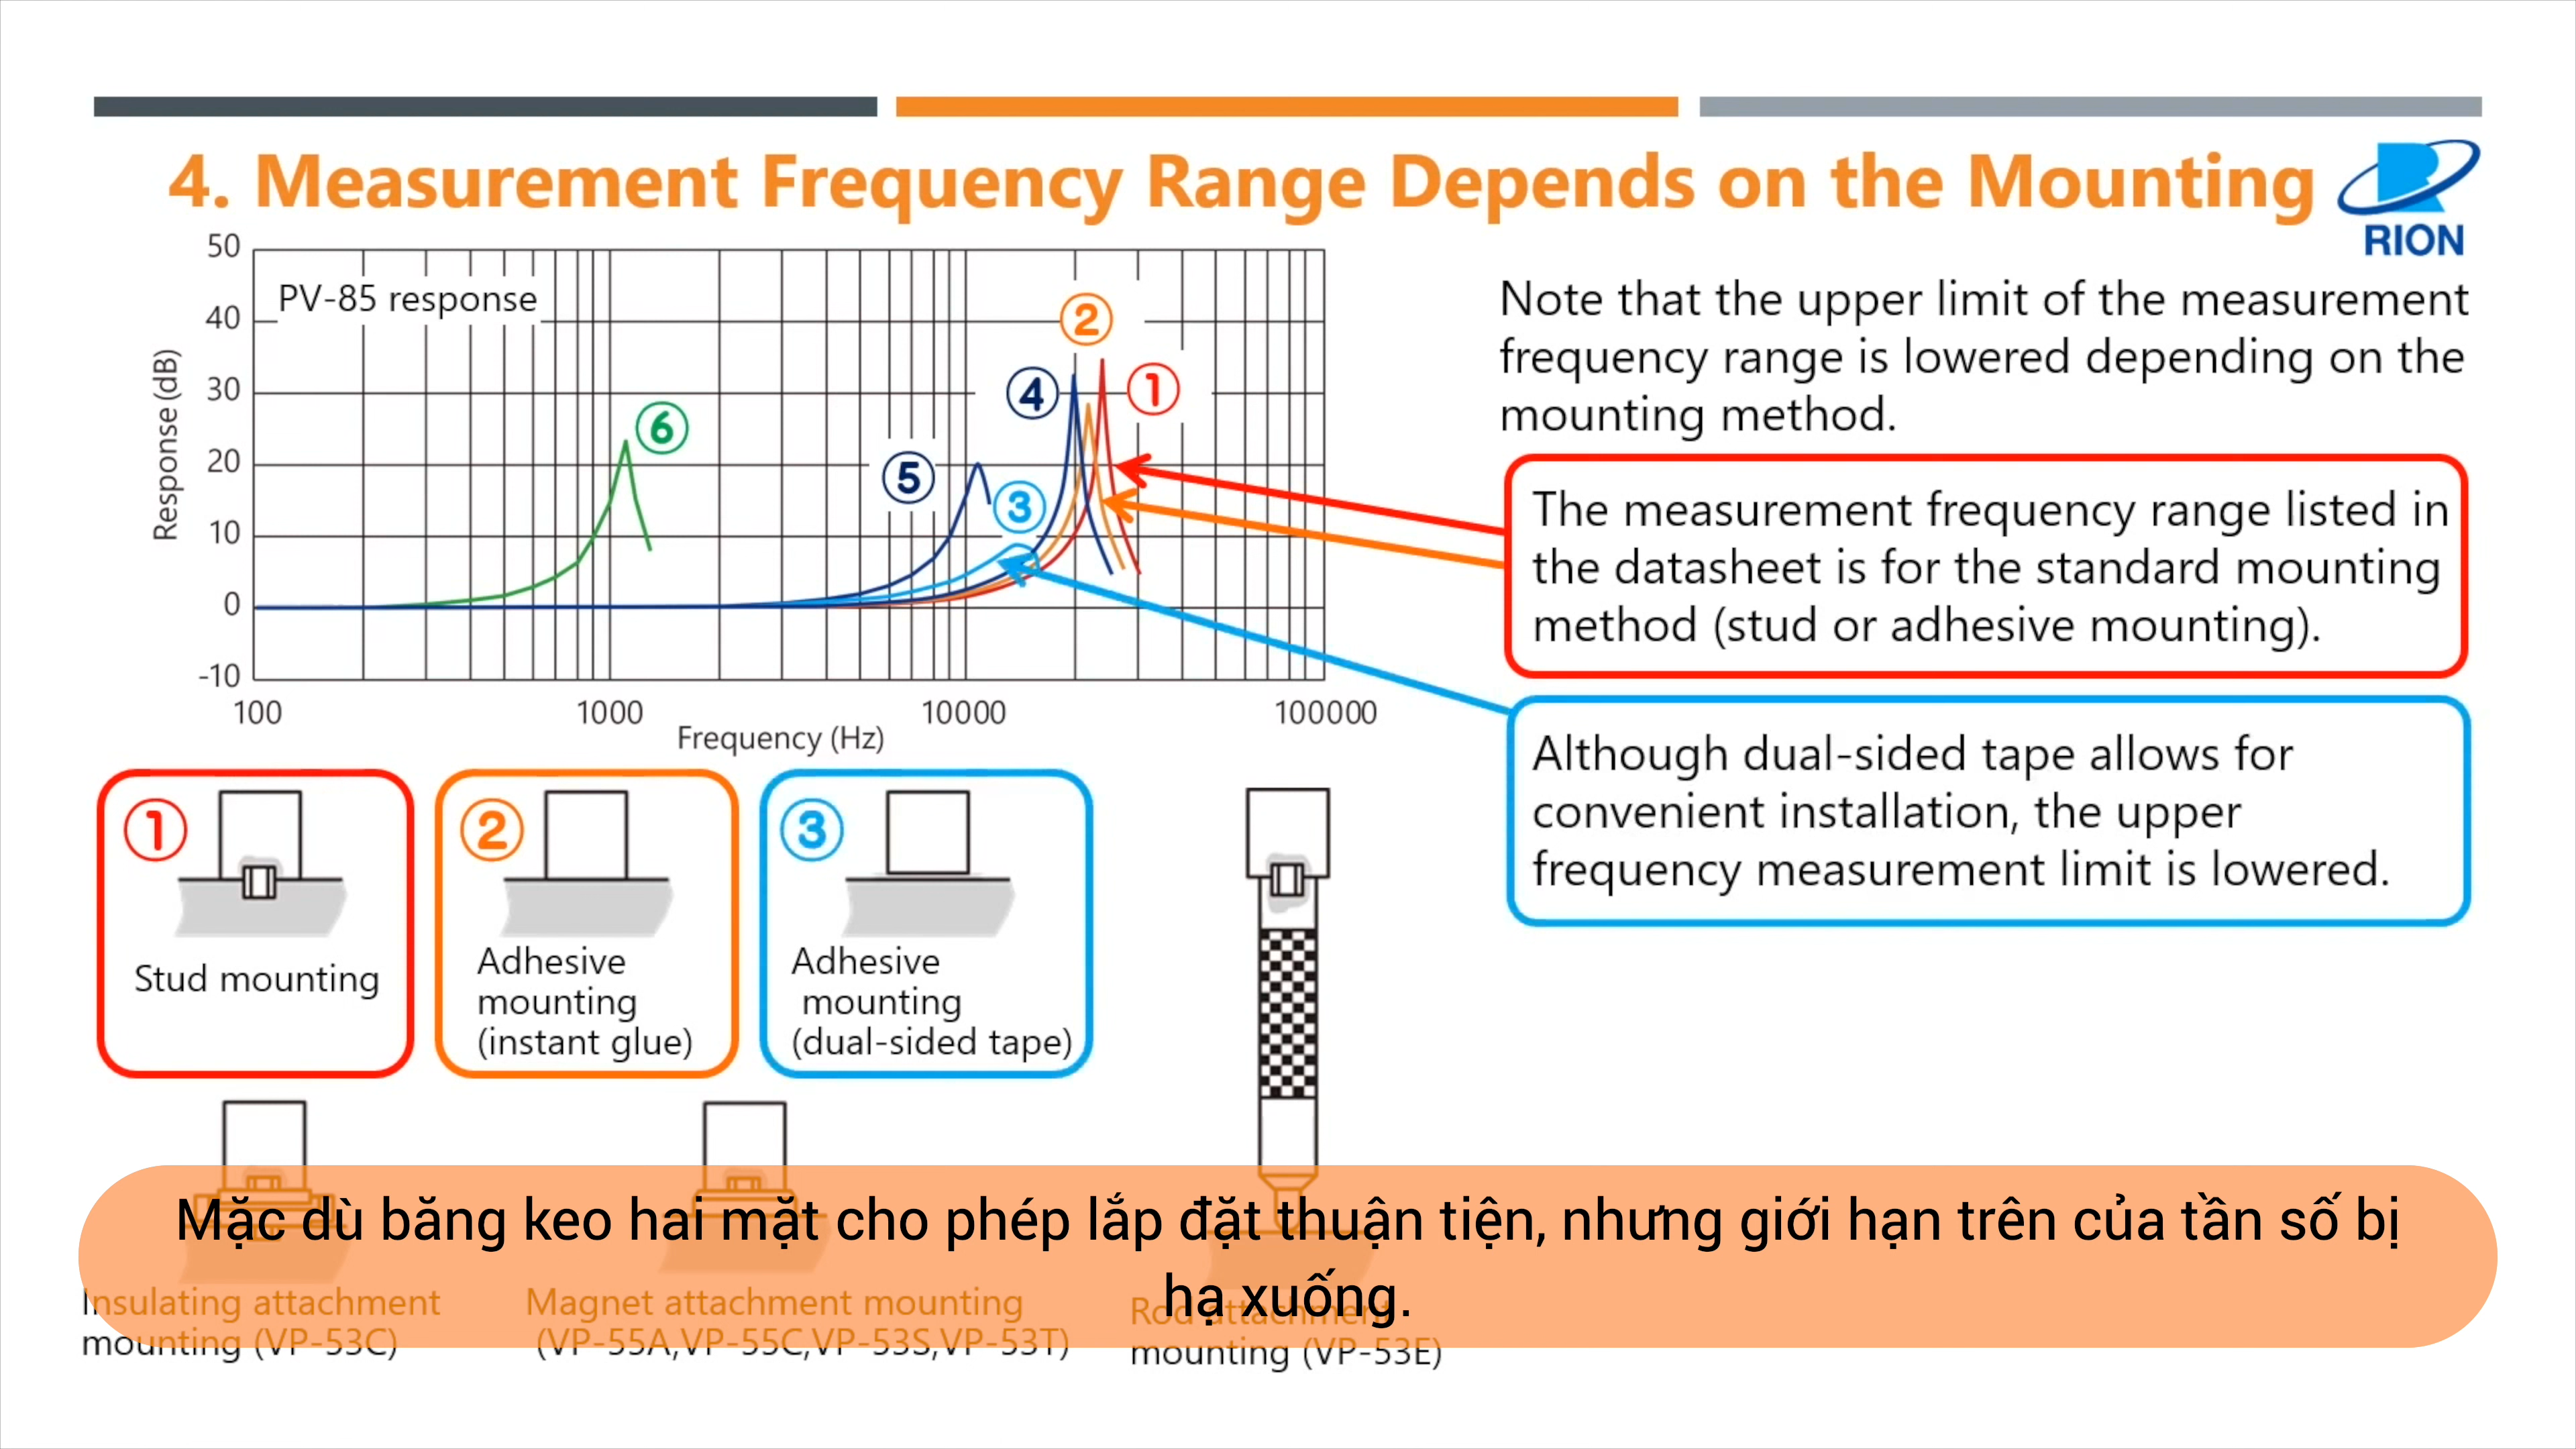 4. Measurement Frequency Range Depends on the Mounting
RION
50
40
30
20
10
0
-10
Response (dB)
PV-85 response
⑥
⑤
④
③
②
①
100
1000
10000
100000
Frequency (Hz)
Note that the upper limit of the measurement
frequency range is lowered depending on the
mounting method.
The measurement frequency range listed in
the datasheet is for the standard mounting
method (stud or adhesive mounting).
Although dual-sided tape allows for
convenient installation, the upper
frequency measurement limit is lowered.
①
Stud mounting
②
Adhesive
mounting
(instant glue)
③
Adhesive
mounting
(dual-sided tape)
Insulating attachment
mounting (VP-53C)
Magnet attachment mounting
(VP-55A,VP-55C,VP-53S,VP-53T)
Rod attachment
mounting (VP-53E)
Mặc dù băng keo hai mặt cho phép lắp đặt thuận tiện, nhưng giới hạn trên của tần số bị
hạ xuống.